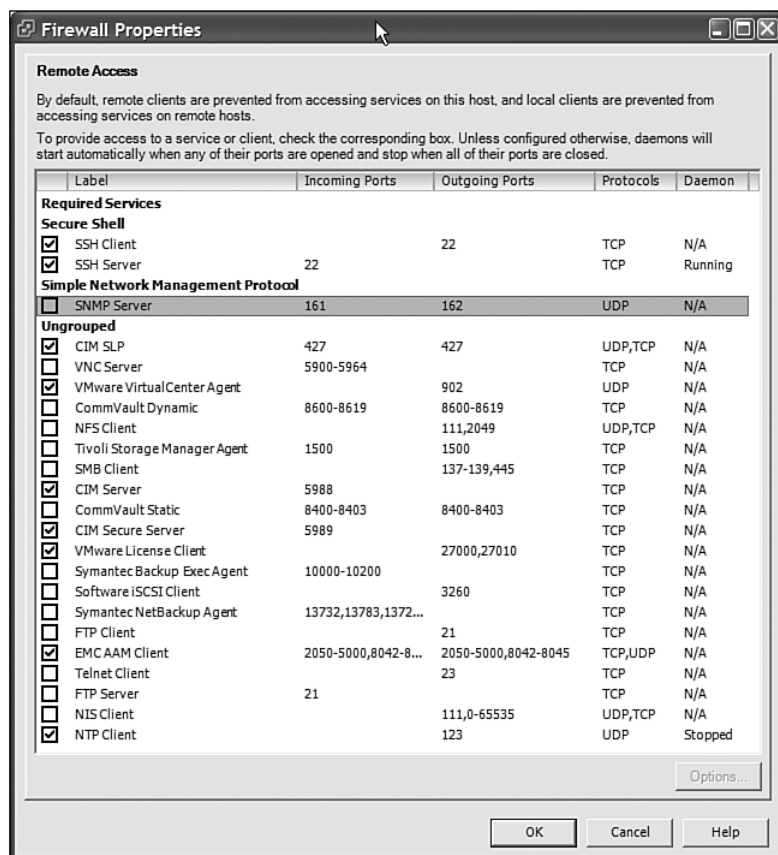 Firewall Properties
Remote Access
By default, remote clients are prevented from accessing services on this host, and local clients are prevented from
accessing services on remote hosts.
To provide access to a service or client, check the corresponding box. Unless configured otherwise, daemons will
start automatically when any of their ports are opened and stop when all of their ports are closed.
Label Incoming Ports Outgoing Ports Protocols Daemon
Required Services
Secure Shell
SSH Client 22 TCP N/A
SSH Server 22 TCP Running
Simple Network Management Protocol
SNMP Server 161 162 UDP N/A
Ungrouped
CIM SLP 427 427 UDP,TCP N/A
VNC Server 5900-5964 TCP N/A
VMware VirtualCenter Agent 902 UDP N/A
CommVault Dynamic 8600-8619 8600-8619 TCP N/A
NFS Client 111,2049 UDP,TCP N/A
Tivoli Storage Manager Agent 1500 1500 TCP N/A
SMB Client 137-139,445 TCP N/A
CIM Server 5988 TCP N/A
CommVault Static 8400-8403 8400-8403 TCP N/A
CIM Secure Server 5989 TCP N/A
VMware License Client 27000,27010 TCP N/A
Symantec Backup Exec Agent 10000-10200 TCP N/A
Software iSCSI Client 3260 TCP N/A
Symantec NetBackup Agent 13732,13783,1372... TCP N/A
FTP Client 21 TCP N/A
EMC AAM Client 2050-5000,8042-8... 2050-5000,8042-8045 TCP,UDP N/A
Telnet Client 23 TCP N/A
FTP Server 21 TCP N/A
NIS Client 111,0-65535 UDP,TCP N/A
NTP Client 123 UDP Stopped
Options...
OK Cancel Help